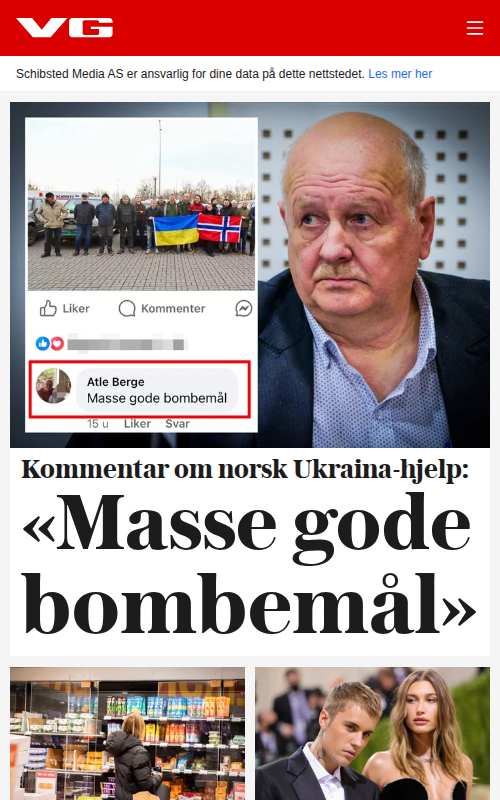 VG
Schibsted Media AS er ansvarlig for dine data på dette nettstedet. Les mer her
Liker
Kommenter
Atle Berge
Masse gode bombemål
15 u Liker Svar
Kommentar om norsk Ukraina-hjelp:
«Masse gode
bombemål»